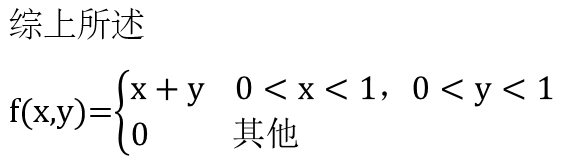 综上所述
f(x,y)={x + y 0 < x < 1，0 < y < 1
0 其他